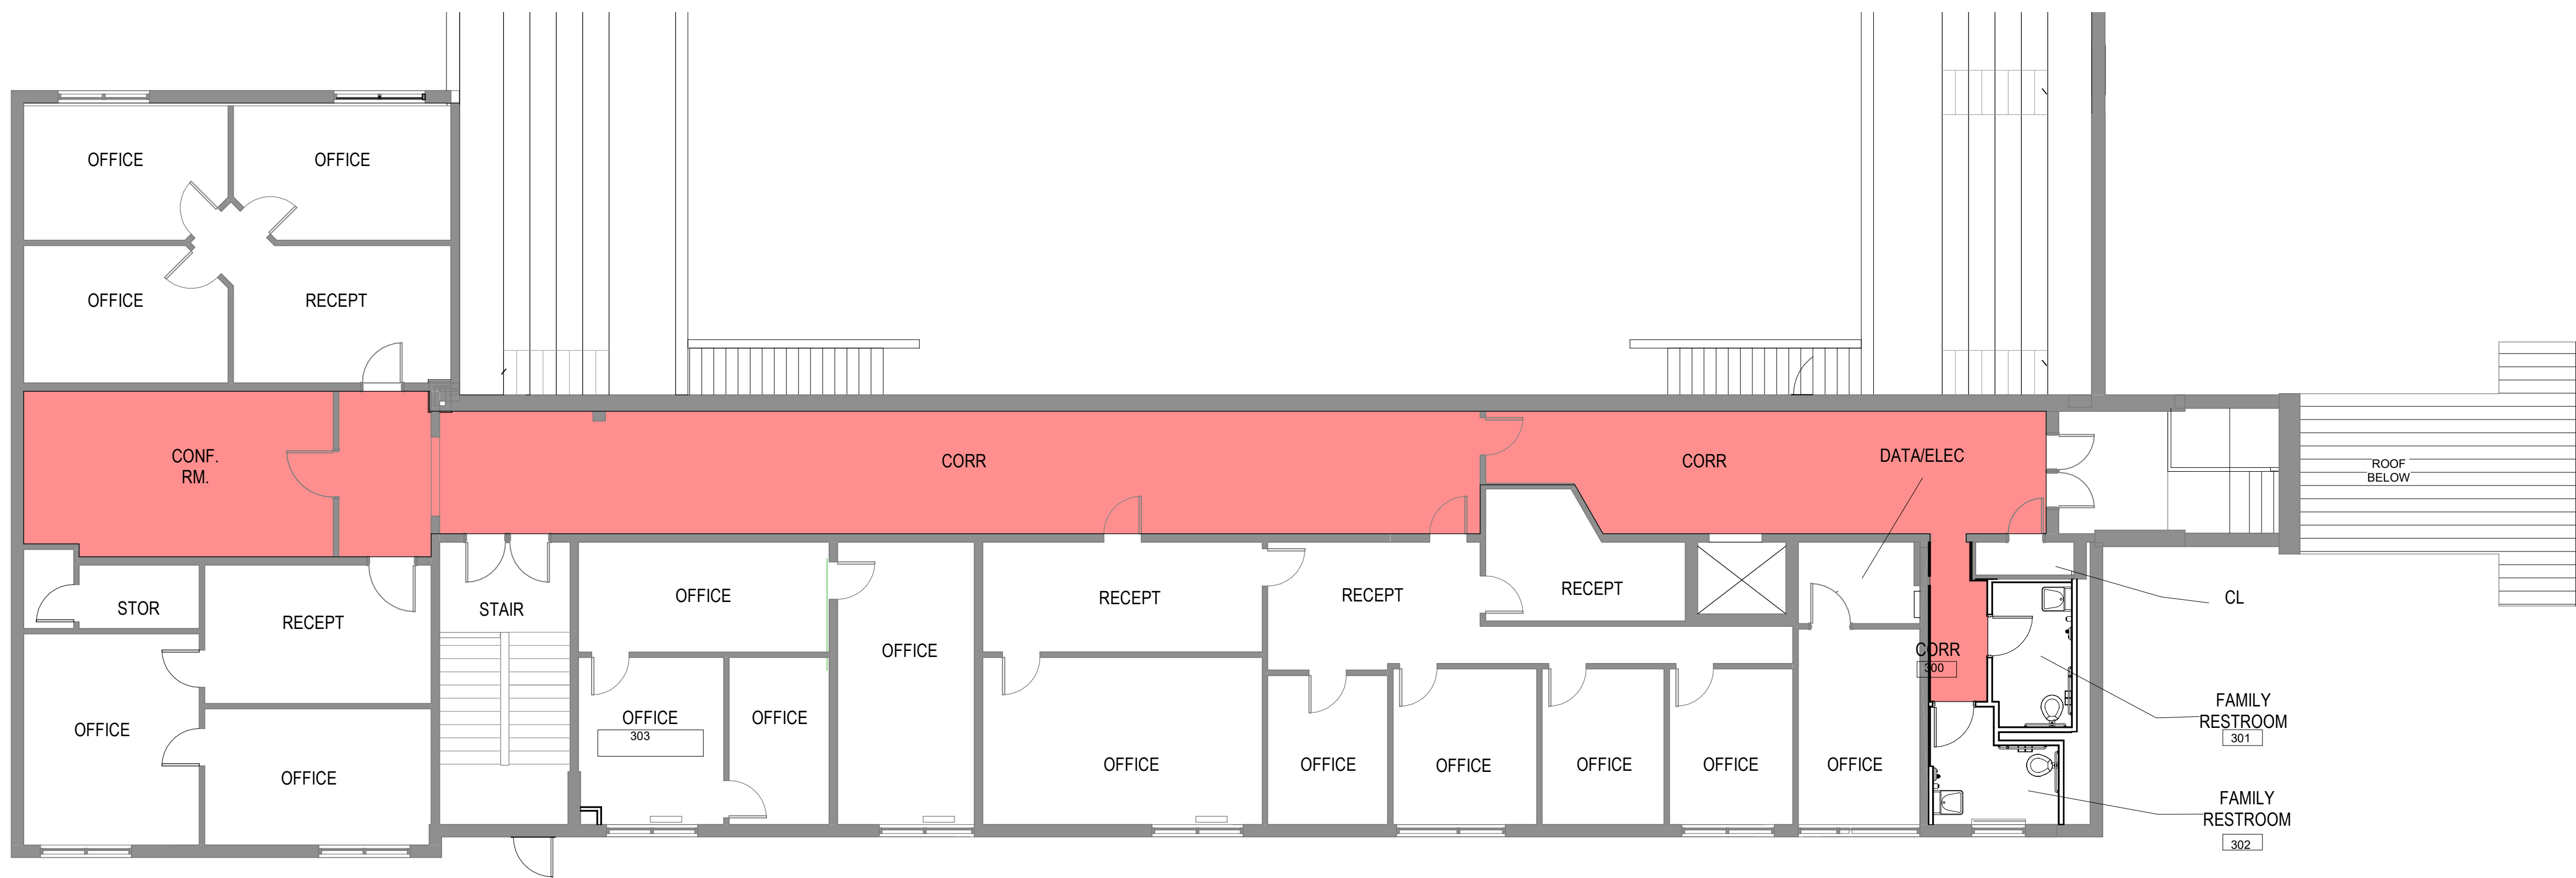 OFFICE
OFFICE
OFFICE
RECEPT
CONF.
RM.
CORR
CORR
DATA/ELEC
ROOF
BELOW
STOR
RECEPT
STAIR
OFFICE
OFFICE
RECEPT
RECEPT
RECEPT
CL
CORR
300
OFFICE
OFFICE
OFFICE
303
OFFICE
OFFICE
OFFICE
OFFICE
OFFICE
OFFICE
OFFICE
FAMILY
RESTROOM
301
OFFICE
FAMILY
RESTROOM
302